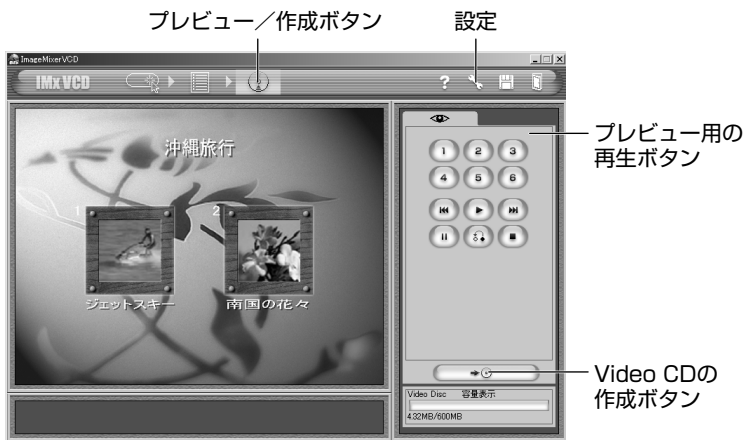 プレビュー／作成ボタン
設定
ImageMixerVCD
IMx VCD
?
沖縄旅行
1
2
ジェットスキー
南国の花々
1 2 3
4 5 6
プレビュー用の
再生ボタン
Video CDの
作成ボタン
Video Disc 容量表示
4.32MB/600MB